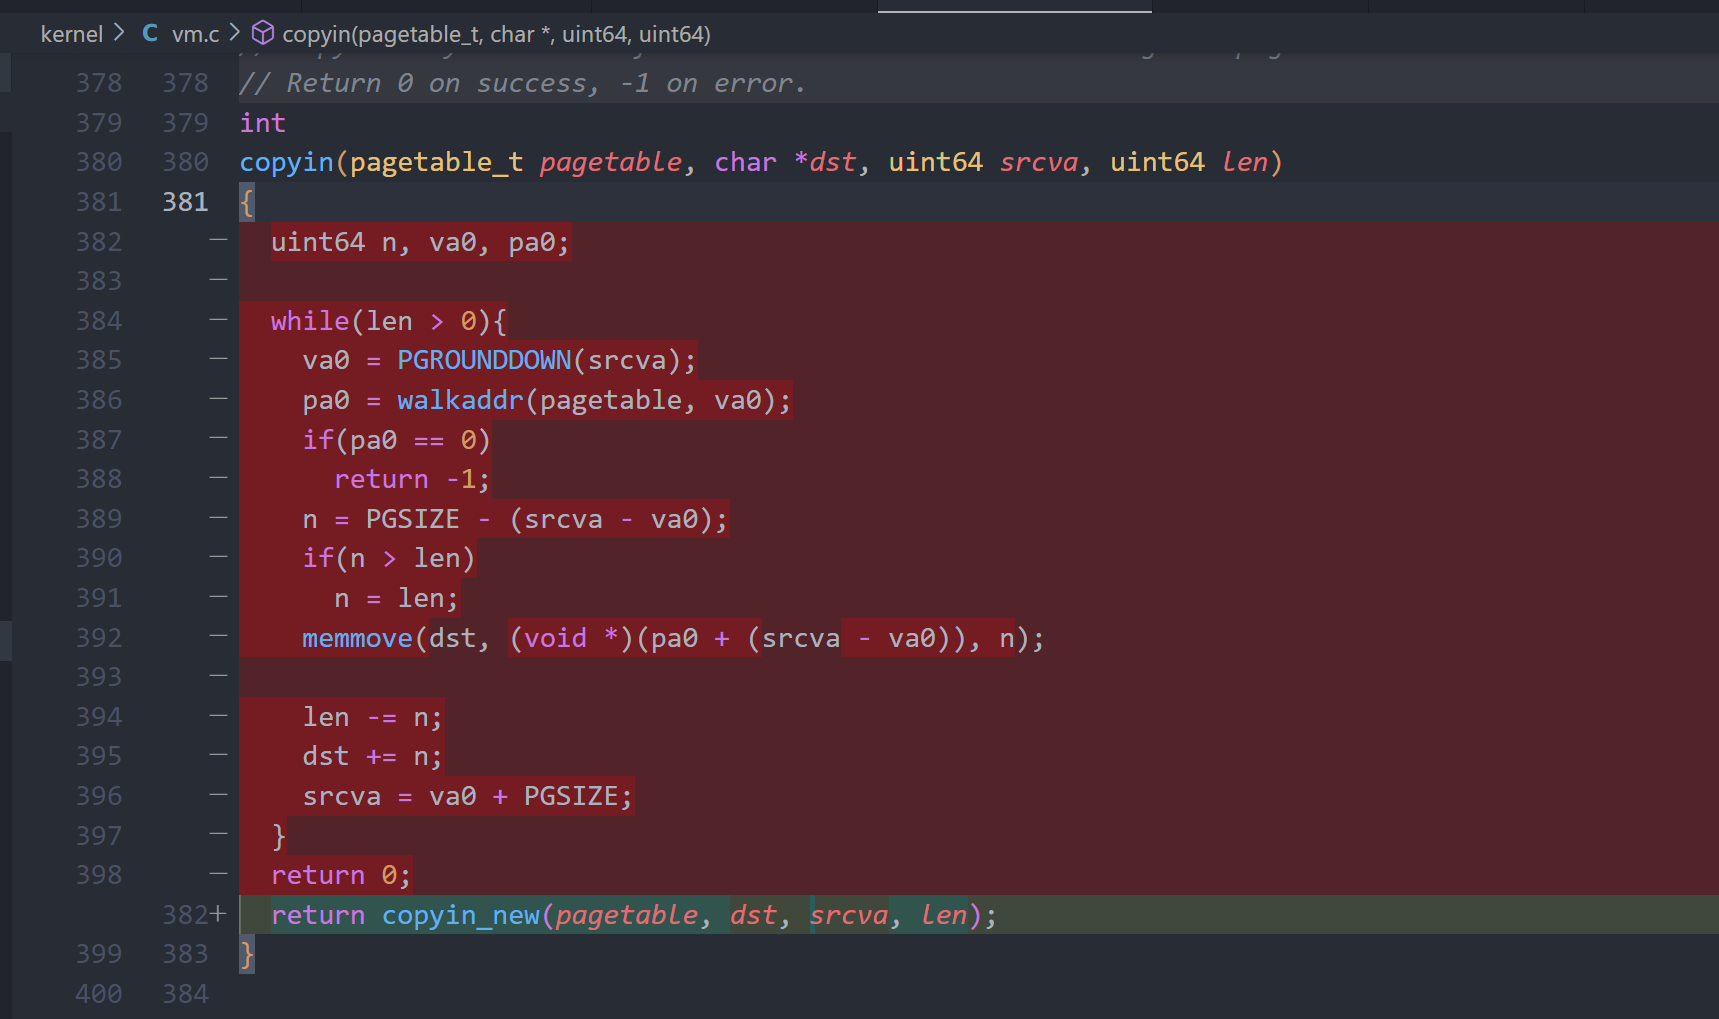 kernel > C vm.c > copyin(pagetable_t, char *, uint64, uint64)
378 378 // Return 0 on success, -1 on error.
379 379 int
380 380 copyin(pagetable_t pagetable, char *dst, uint64 srcva, uint64 len)
381 381 {
382 — uint64 n, va0, pa0;
383 —
384 — while(len > 0){
385 — va0 = PGROUNDDOWN(srcva);
386 — pa0 = walkaddr(pagetable, va0);
387 — if(pa0 == 0)
388 — return -1;
389 — n = PGSIZE - (srcva - va0);
390 — if(n > len)
391 — n = len;
392 — memmove(dst, (void *)(pa0 + (srcva - va0)), n);
393 —
394 — len -= n;
395 — dst += n;
396 — srcva = va0 + PGSIZE;
397 — }
398 — return 0;
382+ return copyin_new(pagetable, dst, srcva, len);
399 383 }
400 384